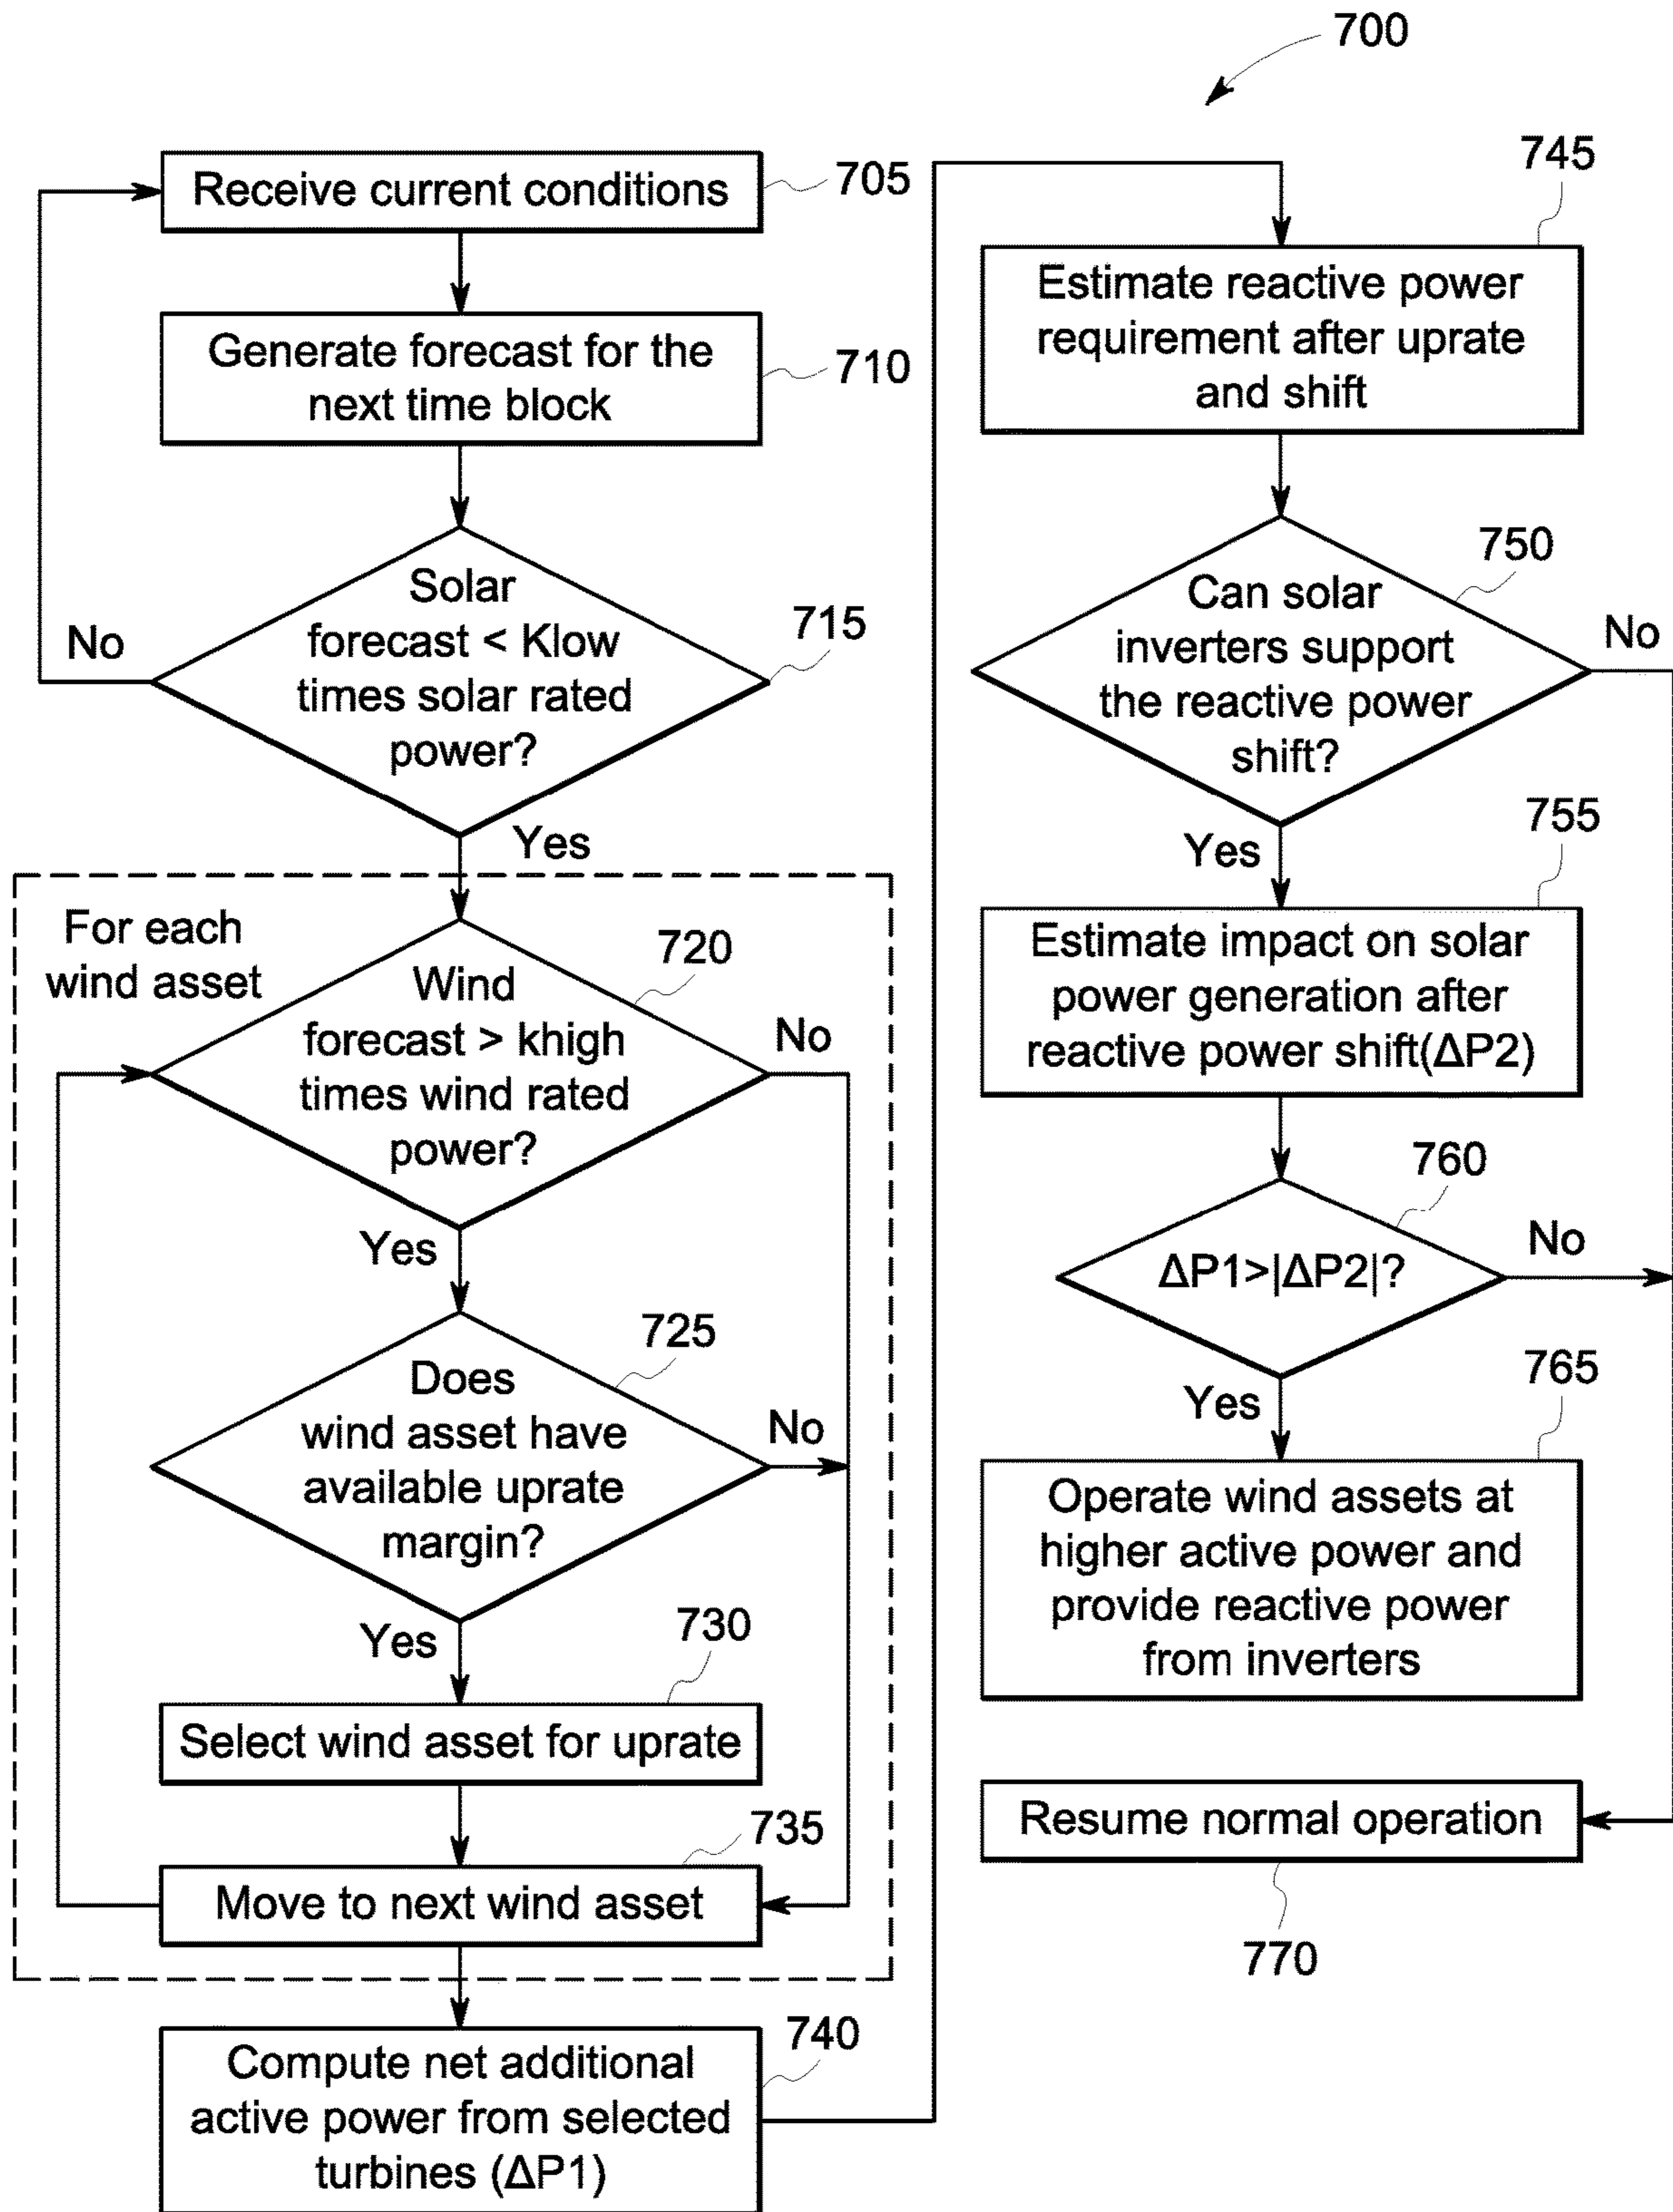 700
Receive current conditions
705
Generate forecast for the
next time block
710
Solar
forecast < Klow
times solar rated
power?
715
No
Yes
For each
wind asset
Wind
forecast > khigh
times wind rated
power?
720
No
Yes
Does
wind asset have
available uprate
margin?
725
No
Yes
730
Select wind asset for uprate
735
Move to next wind asset
740
Compute net additional
active power from selected
turbines (ΔP1)
745
Estimate reactive power
requirement after uprate
and shift
750
Can solar
inverters support
the reactive power
shift?
No
Yes
755
Estimate impact on solar
power generation after
reactive power shift(ΔP2)
760
ΔP1>|ΔP2|?
No
Yes
765
Operate wind assets at
higher active power and
provide reactive power
from inverters
Resume normal operation
770